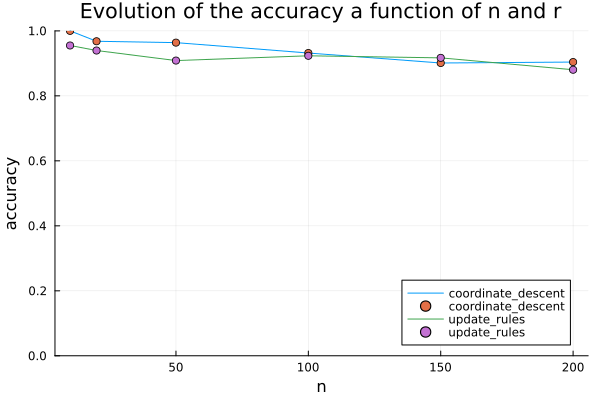 Evolution of the accuracy a function of n and r
accuracy
1.0
0.8
0.6
0.4
0.2
0.0
50
100
150
200
n
coordinate_descent
coordinate_descent
update_rules
update_rules